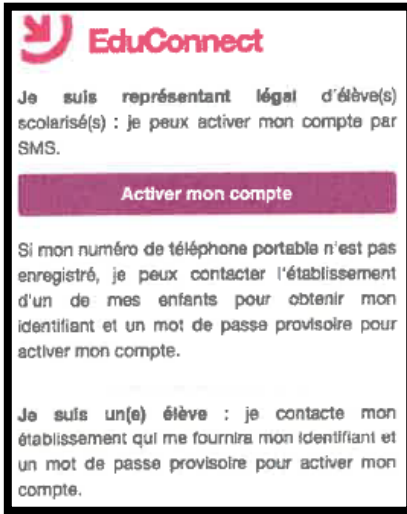 EduConnect
Je suis représentant légal d'élève(s)
scolarisé(s) : je peux activer mon compte par
SMS.
Activer mon compte
Si mon numéro de téléphone portable n'est pas
enregistré, je peux contacter l'établissement
d'un de mes enfants pour obtenir mon
identifiant et un mot de passe provisoire pour
activer mon compte.
Je suis un(e) élève : je contacte mon
établissement qui me fournira mon identifiant et
un mot de passe provisoire pour activer mon
compte.